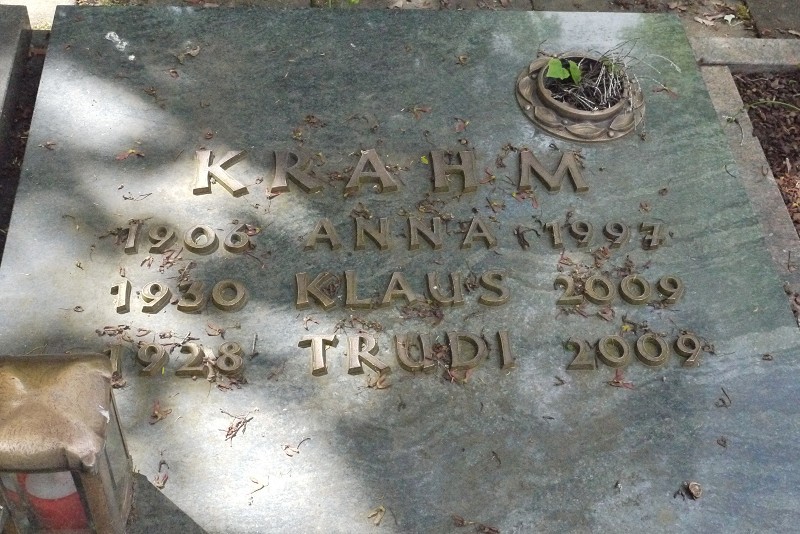 KRAHM
1906 ANNA 1997
1930 KLAUS 2009
1928 TRUDI 2009